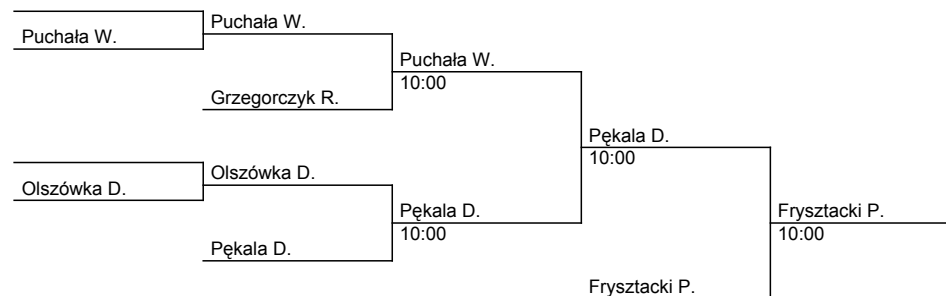 Puchała W.
Puchała W.
Puchała W.
10:00
Grzegorczyk R.
Pękala D.
10:00
Olszówka D.
Olszówka D.
Pękala D.
10:00
Frysztacki P.
10:00
Pękala D.
Frysztacki P.